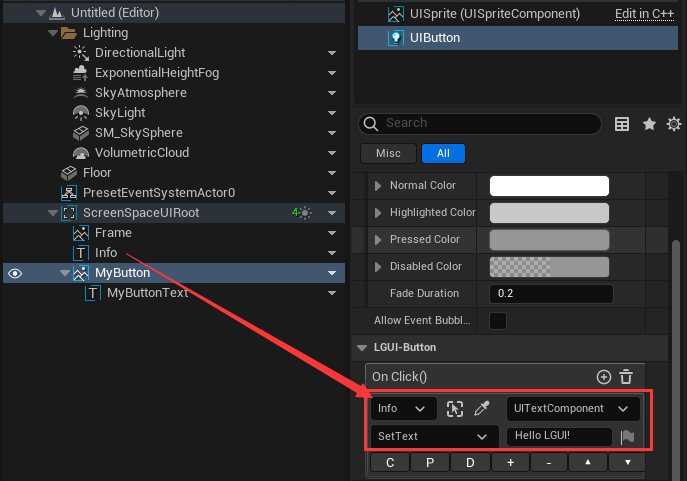 Untitled (Editor)
Lighting
DirectionalLight
ExponentialHeightFog
SkyAtmosphere
SkyLight
SM_SkySphere
VolumetricCloud
Floor
PresetEventSystemActor0
ScreenSpaceUIRoot
4
Frame
Info
MyButton
MyButtonText
UISprite (UISpriteComponent) Edit in C++
UIButton
Search
Misc All
Normal Color
Highlighted Color
Pressed Color
Disabled Color
Fade Duration 0.2
Allow Event Bubbl...
LGUI-Button
On Click()
Info UITextComponent
SetText Hello LGUI!
C P D + -